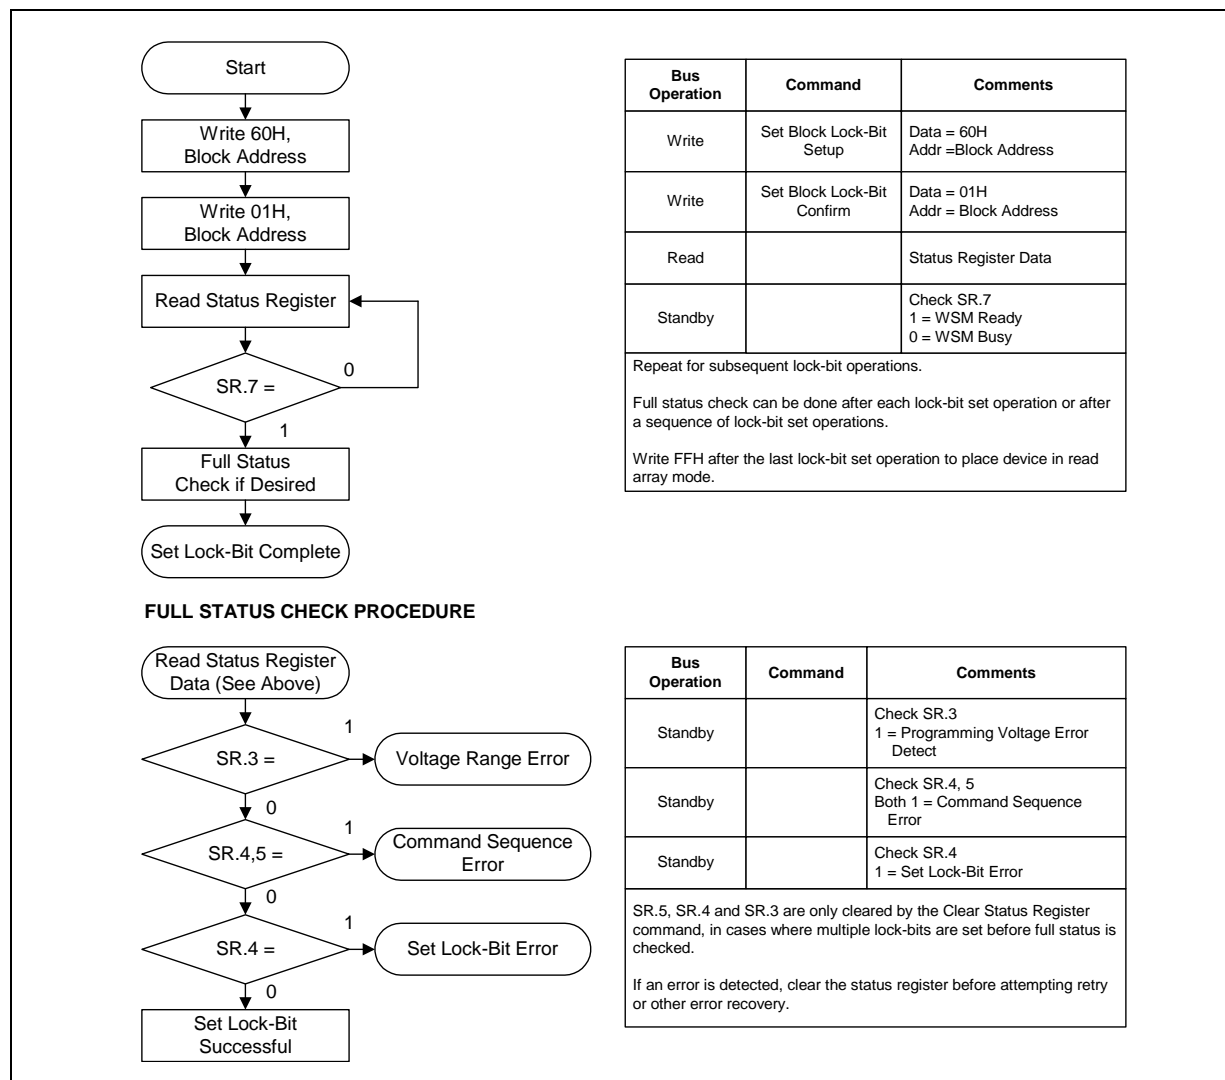 Start
Write 60H,
Block Address
Write 01H,
Block Address
Read Status Register
SR.7 =
0
1
Full Status
Check if Desired
Set Lock-Bit Complete
Bus
Operation
Command
Comments
Write
Set Block Lock-Bit
Setup
Data = 60H
Addr =Block Address
Write
Set Block Lock-Bit
Confirm
Data = 01H
Addr = Block Address
Read
Status Register Data
Standby
Check SR.7
1 = WSM Ready
0 = WSM Busy
Repeat for subsequent lock-bit operations.
Full status check can be done after each lock-bit set operation or after
a sequence of lock-bit set operations.
Write FFH after the last lock-bit set operation to place device in read
array mode.
FULL STATUS CHECK PROCEDURE
Read Status Register
Data (See Above)
SR.3 =
1
Voltage Range Error
0
SR.4,5 =
1
Command Sequence
Error
0
SR.4 =
1
Set Lock-Bit Error
0
Set Lock-Bit
Successful
Bus
Operation
Command
Comments
Standby
Check SR.3
1 = Programming Voltage Error
Detect
Standby
Check SR.4, 5
Both 1 = Command Sequence
Error
Standby
Check SR.4
1 = Set Lock-Bit Error
SR.5, SR.4 and SR.3 are only cleared by the Clear Status Register
command, in cases where multiple lock-bits are set before full status is
checked.
If an error is detected, clear the status register before attempting retry
or other error recovery.